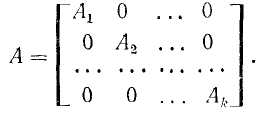 A₁ 0 ... 0
0 A₂ ... 0
A = ... ... ... ... .
0 0 ... Aₖ